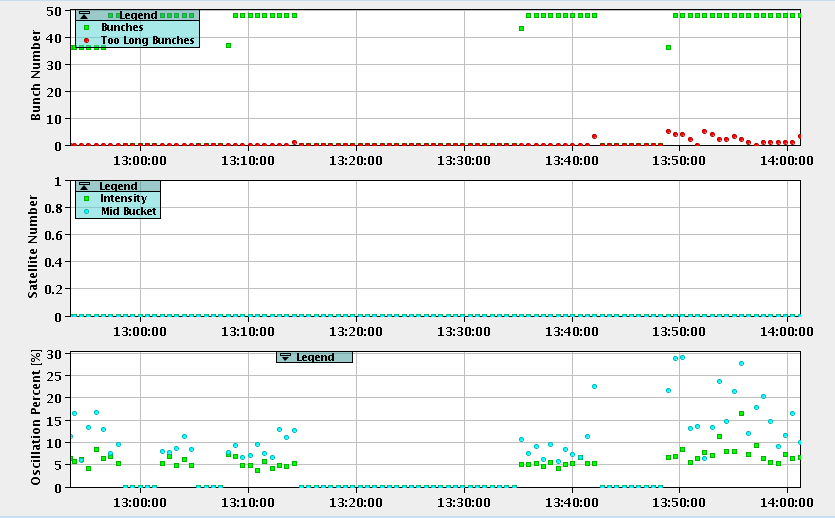 50
Legend
Bunches
Too Long Bunches
40
30
20
10
0
Bunch Number
13:00:00 13:10:00 13:20:00 13:30:00 13:40:00 13:50:00 14:00:00
1
Legend
Intensity
Mid Bucket
0.8
0.6
0.4
0.2
0
Satellite Number
13:00:00 13:10:00 13:20:00 13:30:00 13:40:00 13:50:00 14:00:00
30
Legend
25
20
15
10
5
0
Oscillation Percent [%]
13:00:00 13:10:00 13:20:00 13:30:00 13:40:00 13:50:00 14:00:00